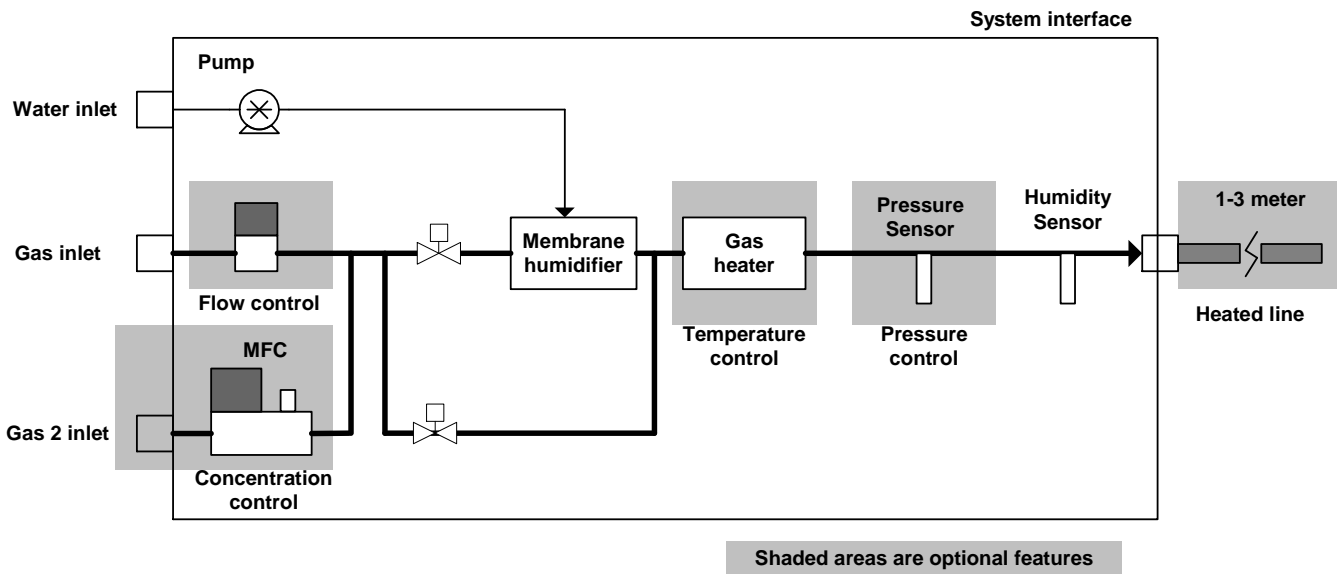 System interface
Pump
Water inlet
Gas inlet
Flow control
Membrane
humidifier
Gas
heater
Temperature
control
Pressure
Sensor
Pressure
control
Humidity
Sensor
1-3 meter
Heated line
MFC
Gas 2 inlet
Concentration
control
Shaded areas are optional features